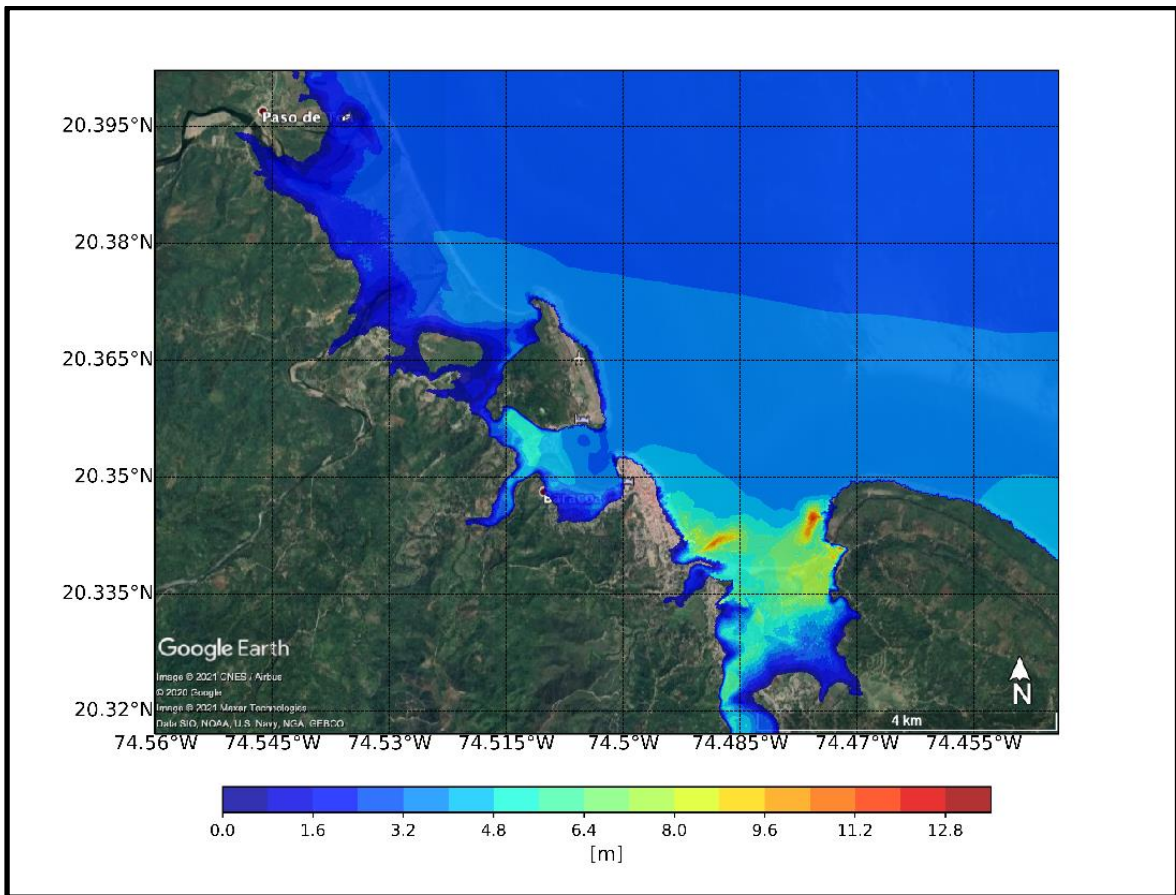 20.395°N
20.38°N
20.365°N
20.35°N
20.335°N
20.32°N
Paso de
Google Earth
Image © 2021 CNES / Airbus
© 2020 Google
Image © 2021 Maxar Technologies
Data SIO, NOAA, U.S. Navy, NGA, GEBCO
N
4 km
74.56°W 74.545°W 74.53°W 74.515°W 74.5°W 74.485°W 74.47°W 74.455°W
0.0 1.6 3.2 4.8 6.4 8.0 9.6 11.2 12.8
[m]